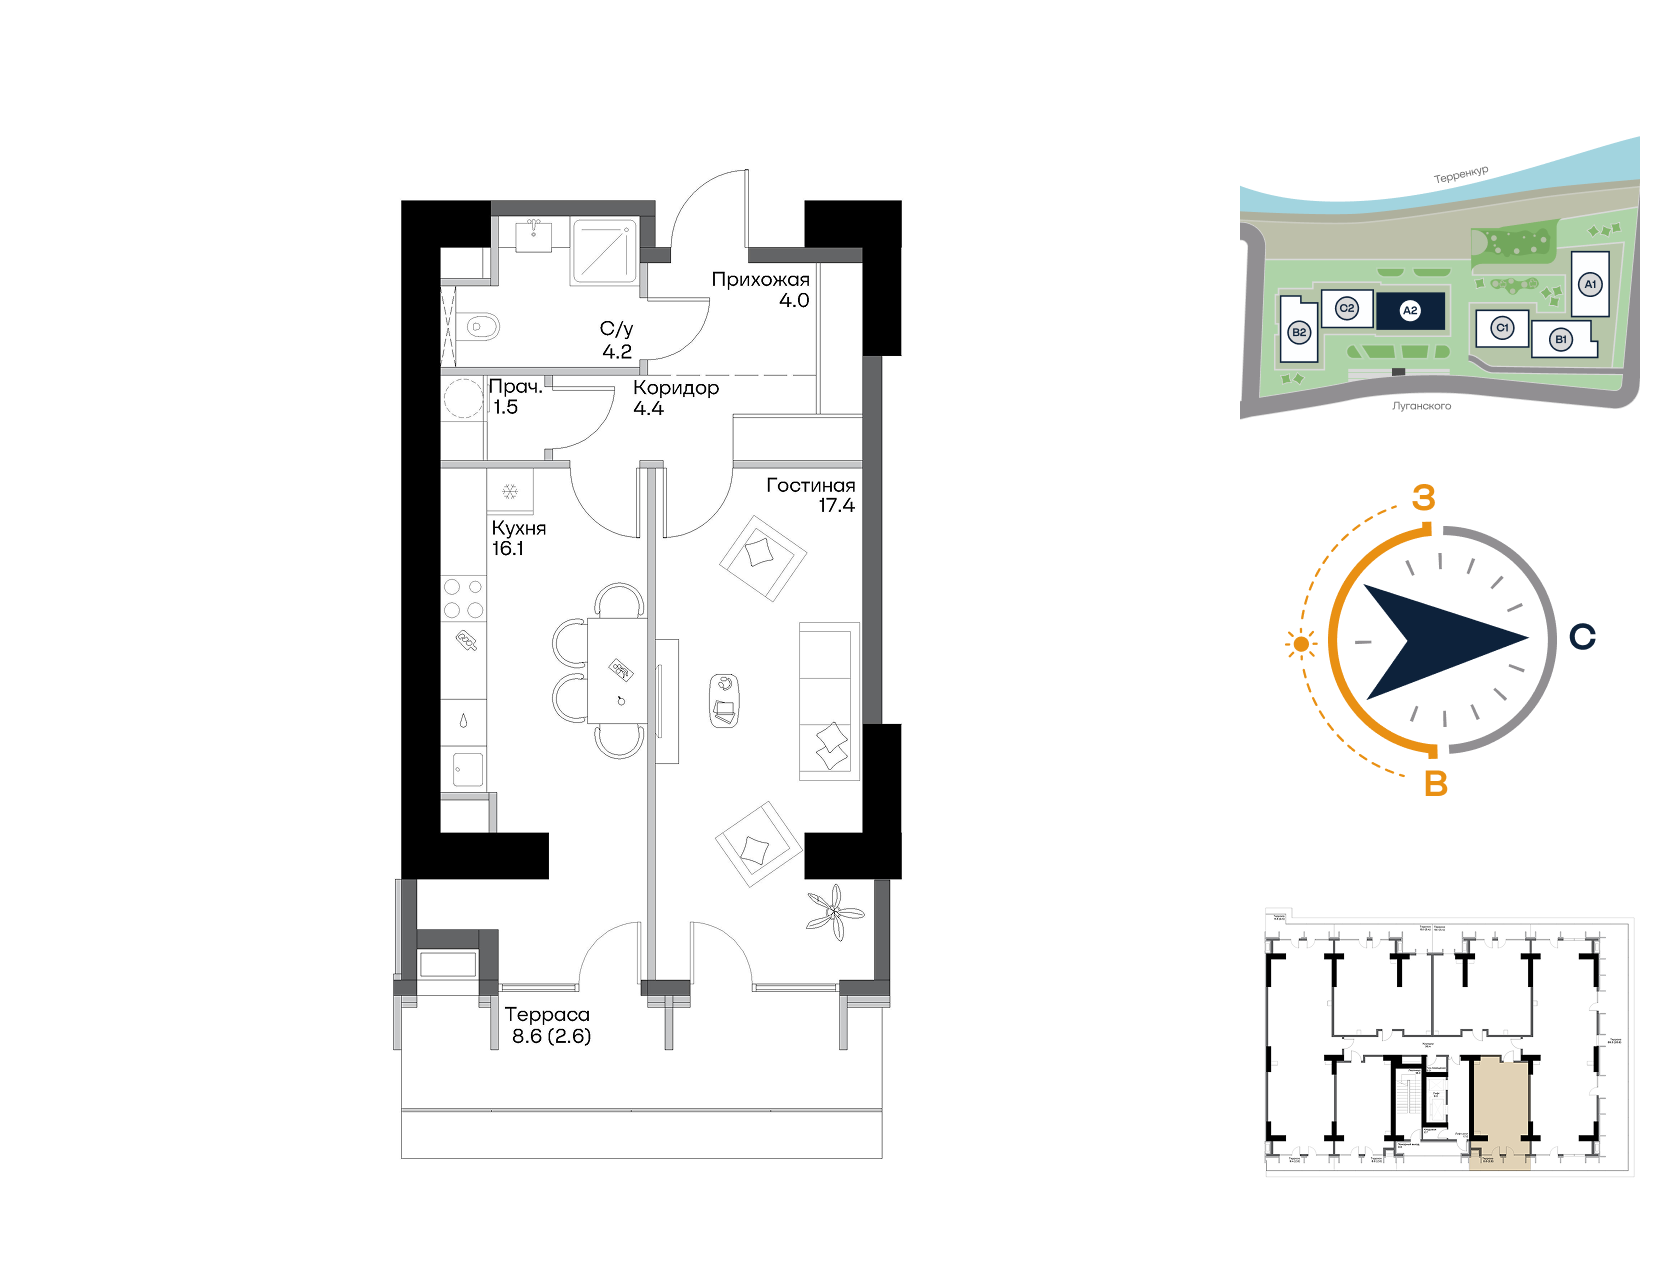 Прихожая
4.0
С/у
4.2
Прач.
1.5
Коридор
4.4
Гостиная
17.4
Кухня
16.1
Терраса
8.6 (2.6)
Терренкур
A1
C2
A2
B2
C1
B1
Луганского
З
С
В